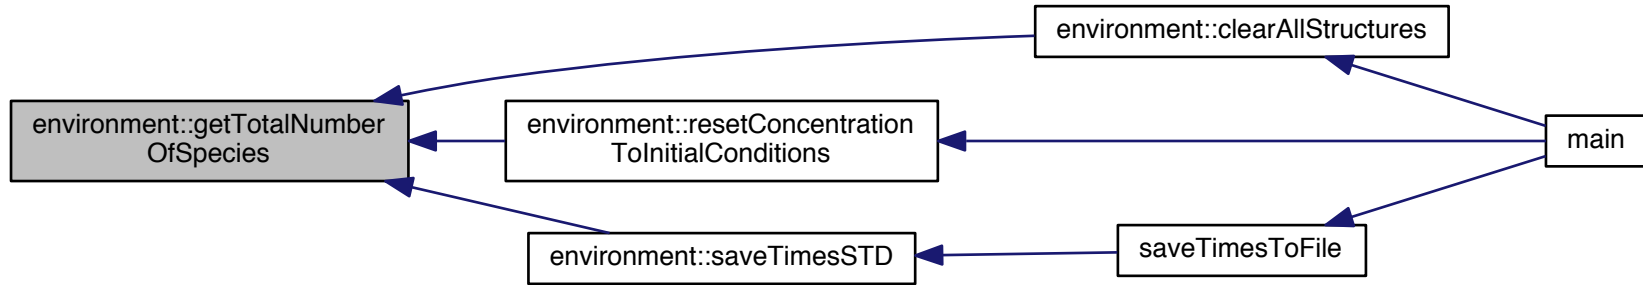 environment::clearAllStructures
environment::getTotalNumber
OfSpecies
environment::resetConcentration
ToInitialConditions
main
environment::saveTimesSTD
saveTimesToFile